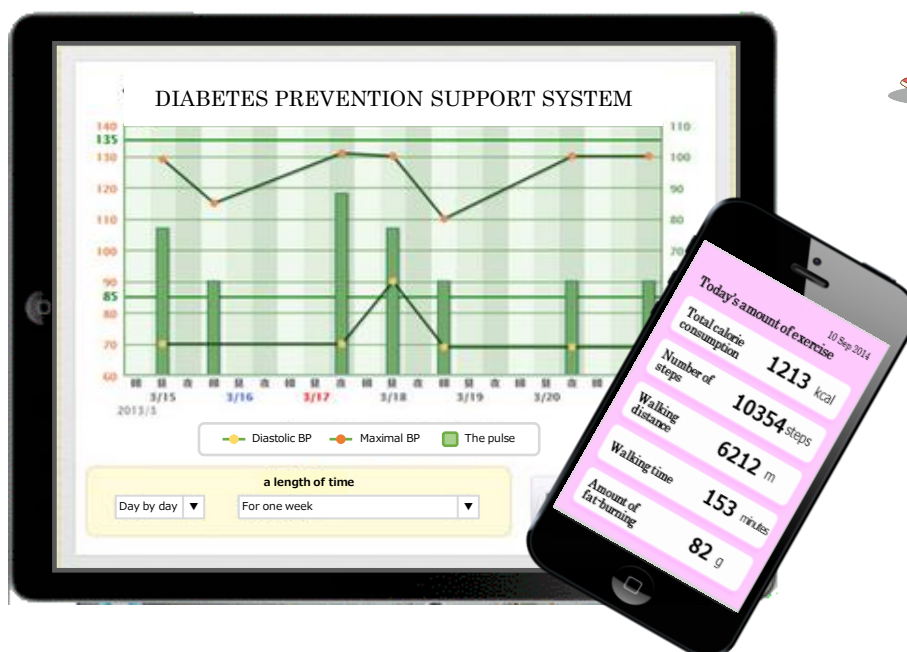 DIABETES PREVENTION SUPPORT SYSTEM
140
135
130
120
110
100
90
85
80
70
60
110
100
90
80
70
3/15 3/16 3/17 3/18 3/19 3/20
2013/3
Diastolic BP Maximal BP The pulse
a length of time
Day by day ▼ For one week ▼
Today's amount of exercise
10 Sep 2014
Total calorie
consumption 1213 kcal
Number of
steps 10354 steps
Walking
distance 6212 m
Walking time 153 minutes
Amount of
fat-burning 82 g